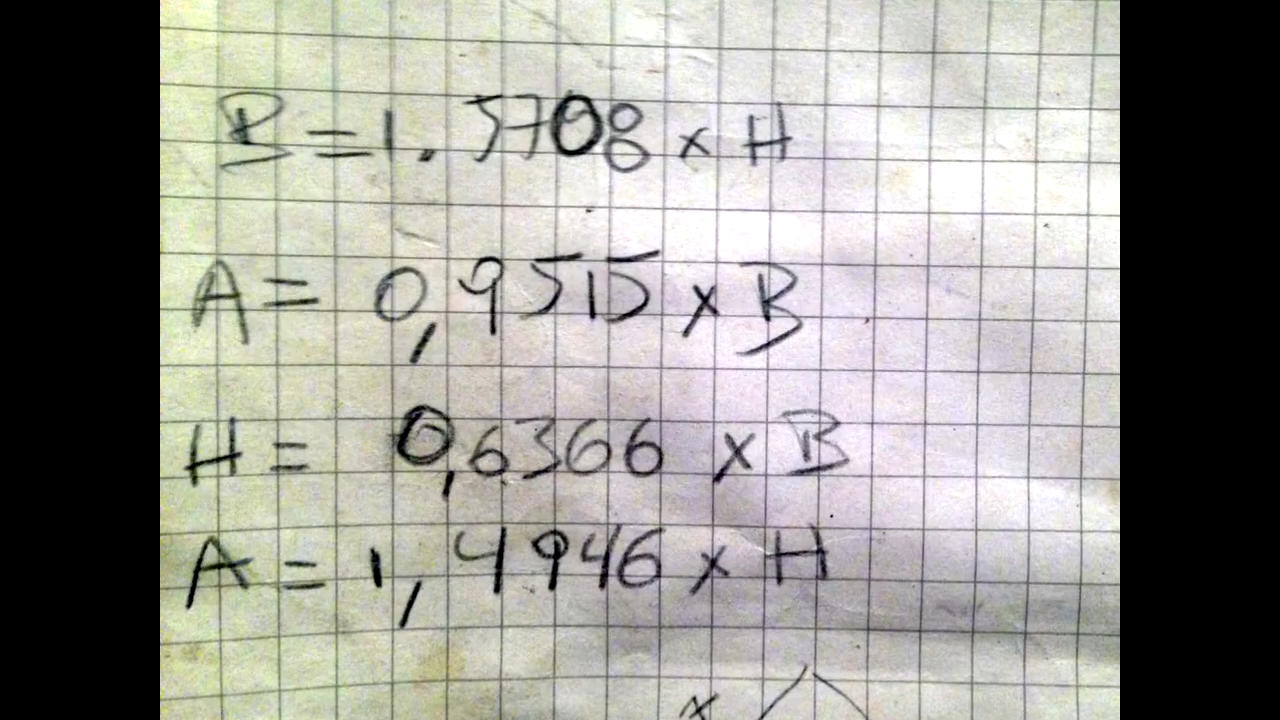 B = 1.5708 x H
A = 0,9515 x B
H = 0,6366 x B
A = 1,4946 x H
x